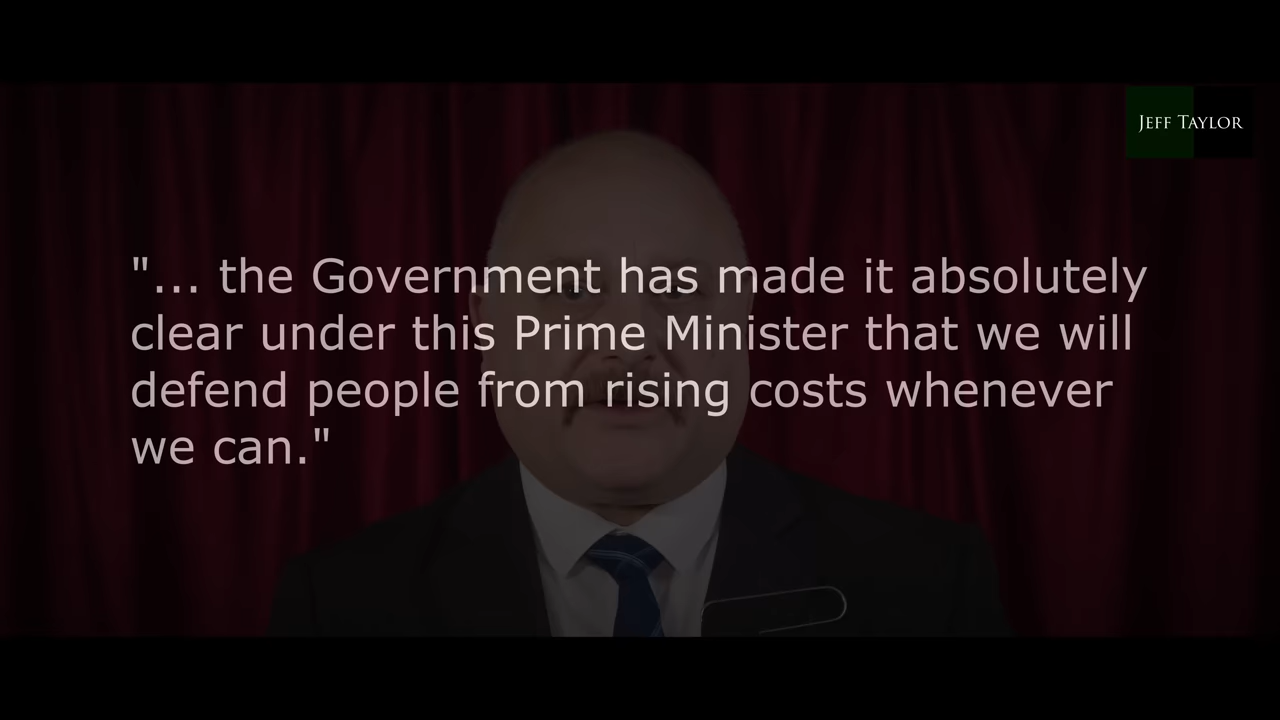 JEFF TAYLOR
"... the Government has made it absolutely
clear under this Prime Minister that we will
defend people from rising costs whenever
we can."